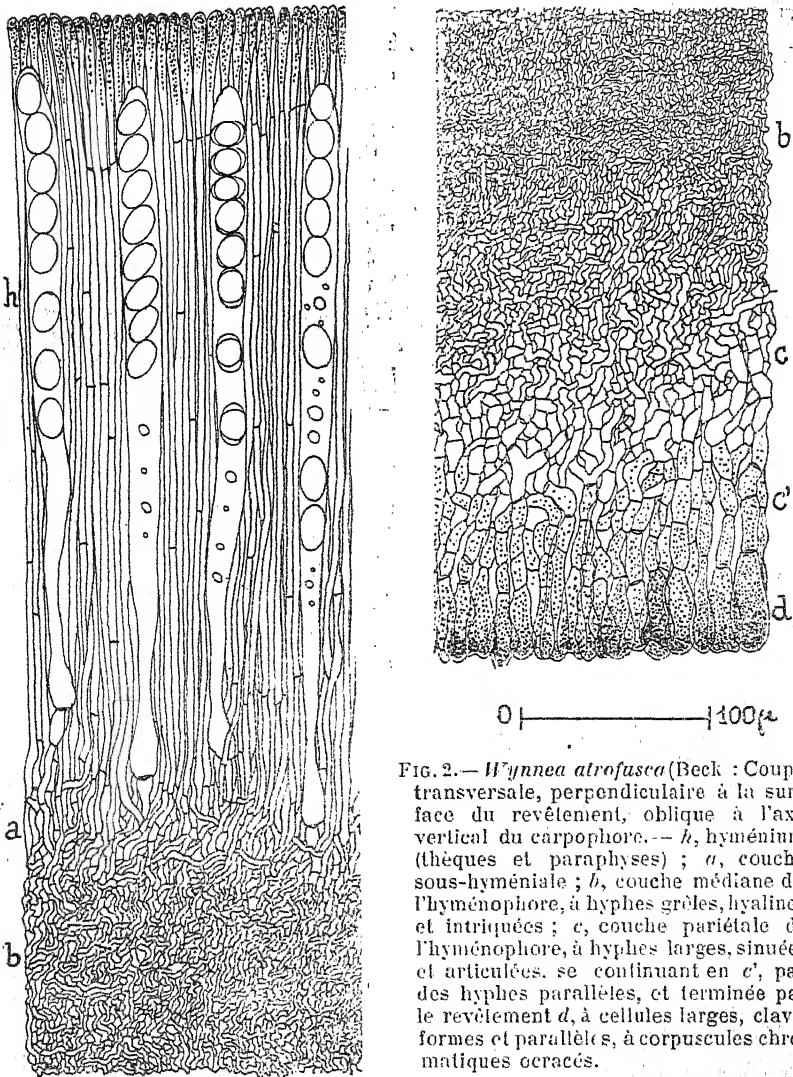 h
a
b
b
c
c'
d
0 100µ
FIG. 2.— Wynnea atrofusca (Beck : Coup
transversale, perpendiculaire à la sur
face du revêtement, oblique à l'ax
vertical du carpophore.— h, hyméniun
(thèques et paraphyses) ; a, couch
sous-hyméniale ; b, couche médiane d
l'hyménophore, à hyphes grêles, hyaline
et intriquées ; c, couche pariétale d
l'hyménophore, à hyphes larges, sinuée
et articulées. se continuant en c', pa
des hyphes parallèles, et terminée pa
le revêtement d, à cellules larges, clav
formes et parallèles, à corpuscules chr
matiques ocracés.